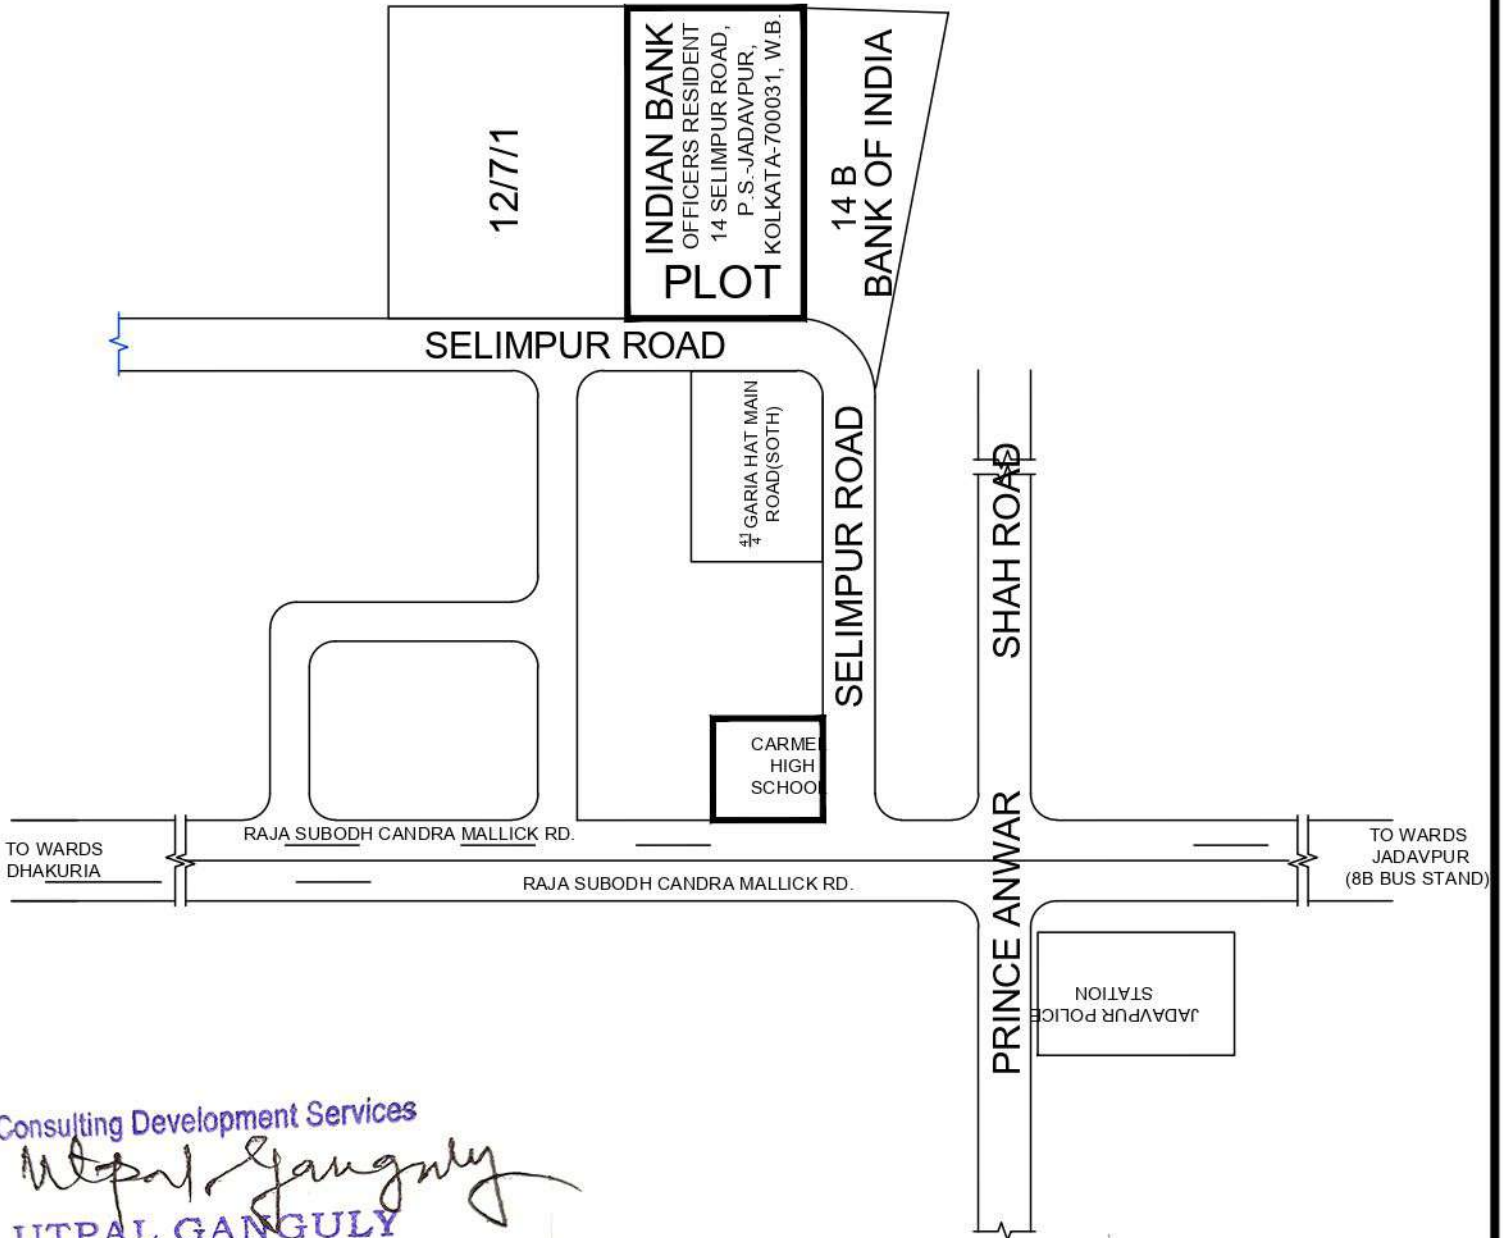 12/7/1
INDIAN BANK
OFFICERS RESIDENT
14 SELIMPUR ROAD,
P.S.-JADAVPUR,
KOLKATA-700031, W.B.
PLOT
14 B
BANK OF INDIA
SELIMPUR ROAD
41/4 GARIA HAT MAIN
ROAD(SOTH)
SELIMPUR ROAD
SHAH ROAD
CARMEL
HIGH
SCHOOL
RAJA SUBODH CANDRA MALLICK RD.
TO WARDS
DHAKURIA
RAJA SUBODH CANDRA MALLICK RD.
TO WARDS
JADAVPUR
(8B BUS STAND)
PRINCE ANWAR
JADAVPUR POLICE
STATION
Consulting Development Services
Utpal Ganguly
UTPAL GANGULY